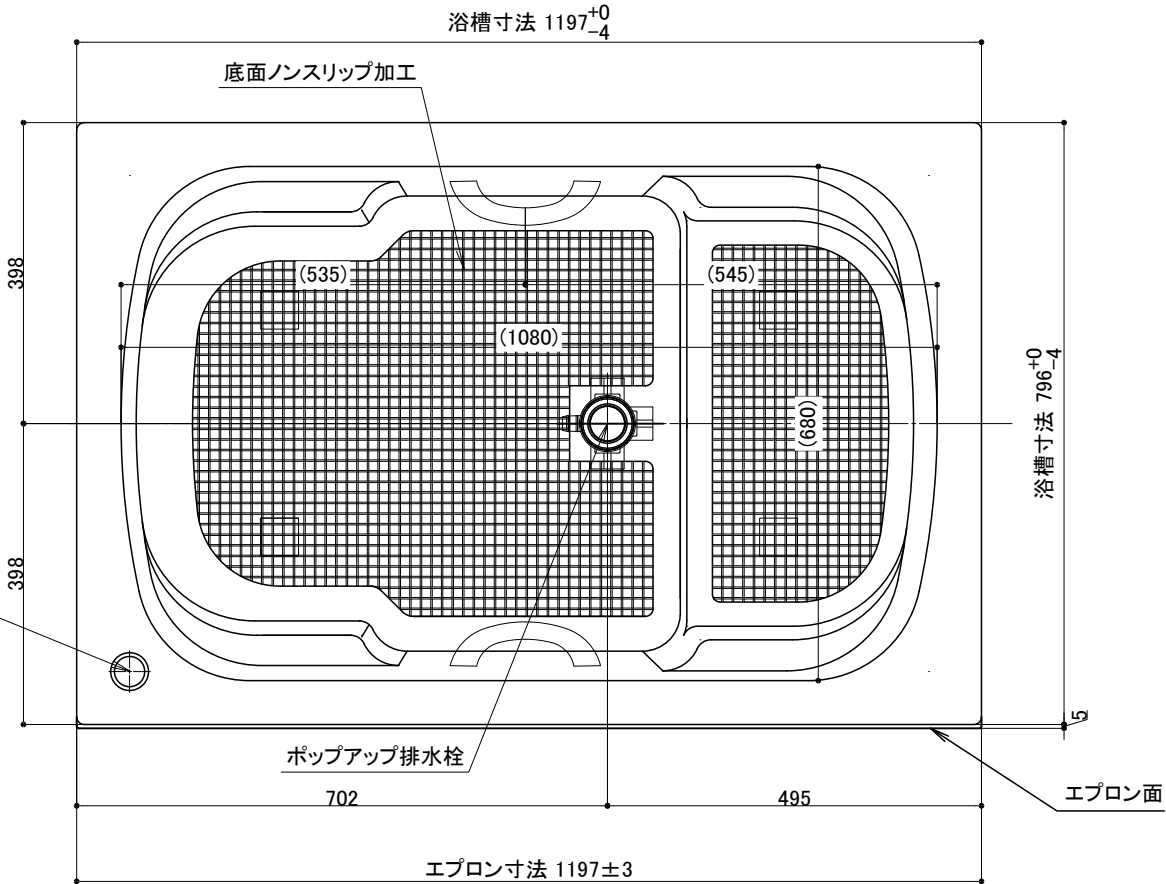 浴槽寸法 1197+0 -4
底面ノンスリップ加工
398
(535)
(545)
(1080)
(680)
浴槽寸法 796+0 -4
398
5
ポップアップ排水栓
エプロン面
702
495
エプロン寸法 1197±3